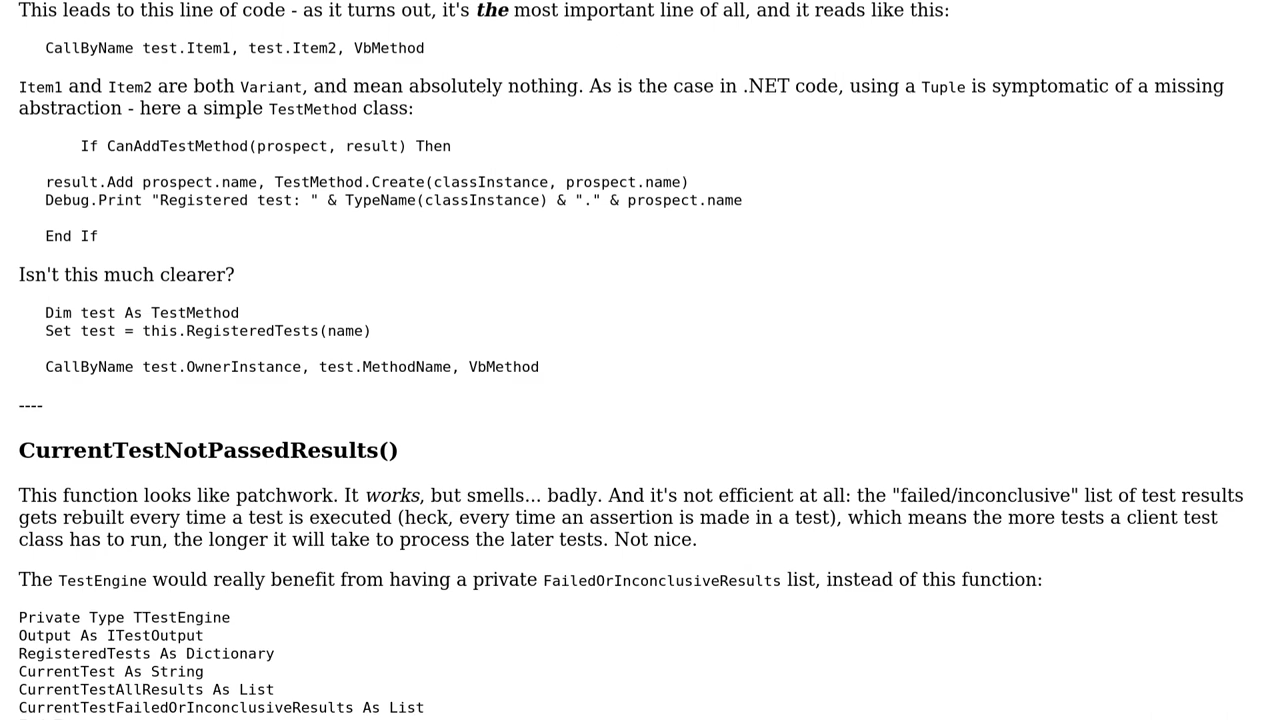 This leads to this line of code - as it turns out, it's the most important line of all, and it reads like this:
CallByName test.Item1, test.Item2, VbMethod
Item1 and Item2 are both Variant, and mean absolutely nothing. As is the case in .NET code, using a Tuple is symptomatic of a missing
abstraction - here a simple TestMethod class:
If CanAddTestMethod(prospect, result) Then
result.Add prospect.name, TestMethod.Create(classInstance, prospect.name)
Debug.Print "Registered test: " & TypeName(classInstance) & "." & prospect.name
End If
Isn't this much clearer?
Dim test As TestMethod
Set test = this.RegisteredTests(name)
CallByName test.OwnerInstance, test.MethodName, VbMethod
----
CurrentTestNotPassedResults()
This function looks like patchwork. It works, but smells... badly. And it's not efficient at all: the "failed/inconclusive" list of test results
gets rebuilt every time a test is executed (heck, every time an assertion is made in a test), which means the more tests a client test
class has to run, the longer it will take to process the later tests. Not nice.
The TestEngine would really benefit from having a private FailedOrInconclusiveResults list, instead of this function:
Private Type TTestEngine
Output As ITestOutput
RegisteredTests As Dictionary
CurrentTest As String
CurrentTestAllResults As List
CurrentTestFailedOrInconclusiveResults As List